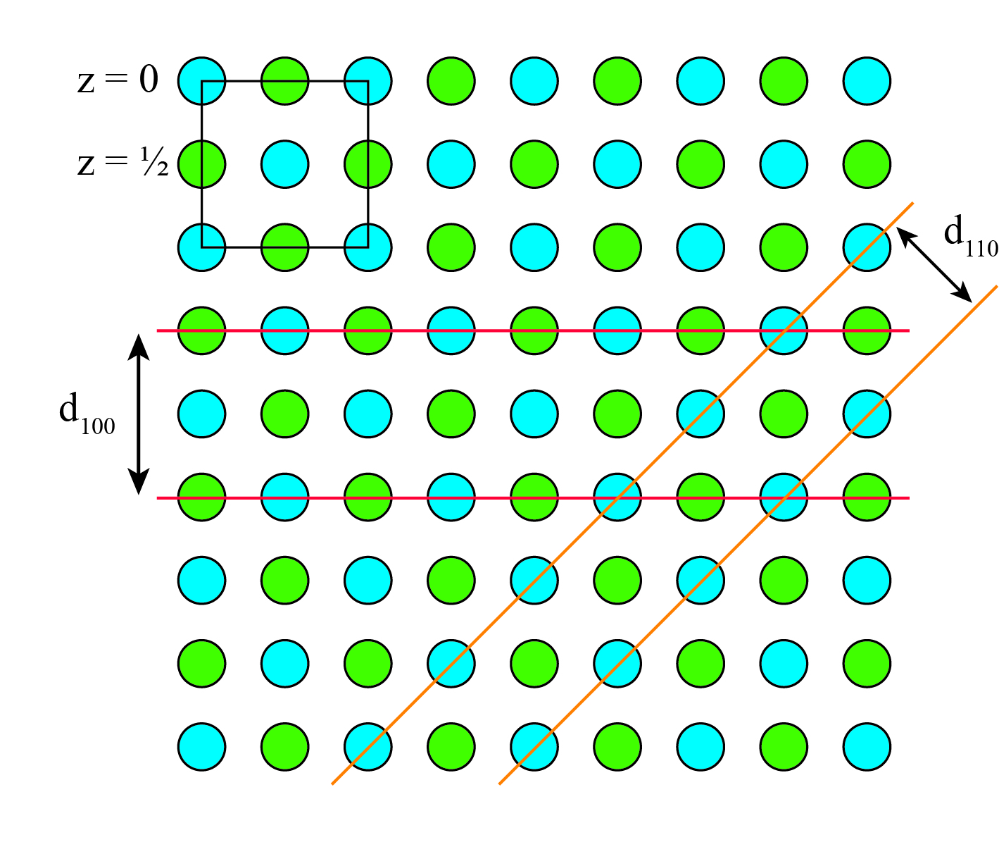 z = 0
z = ½
d110
d100